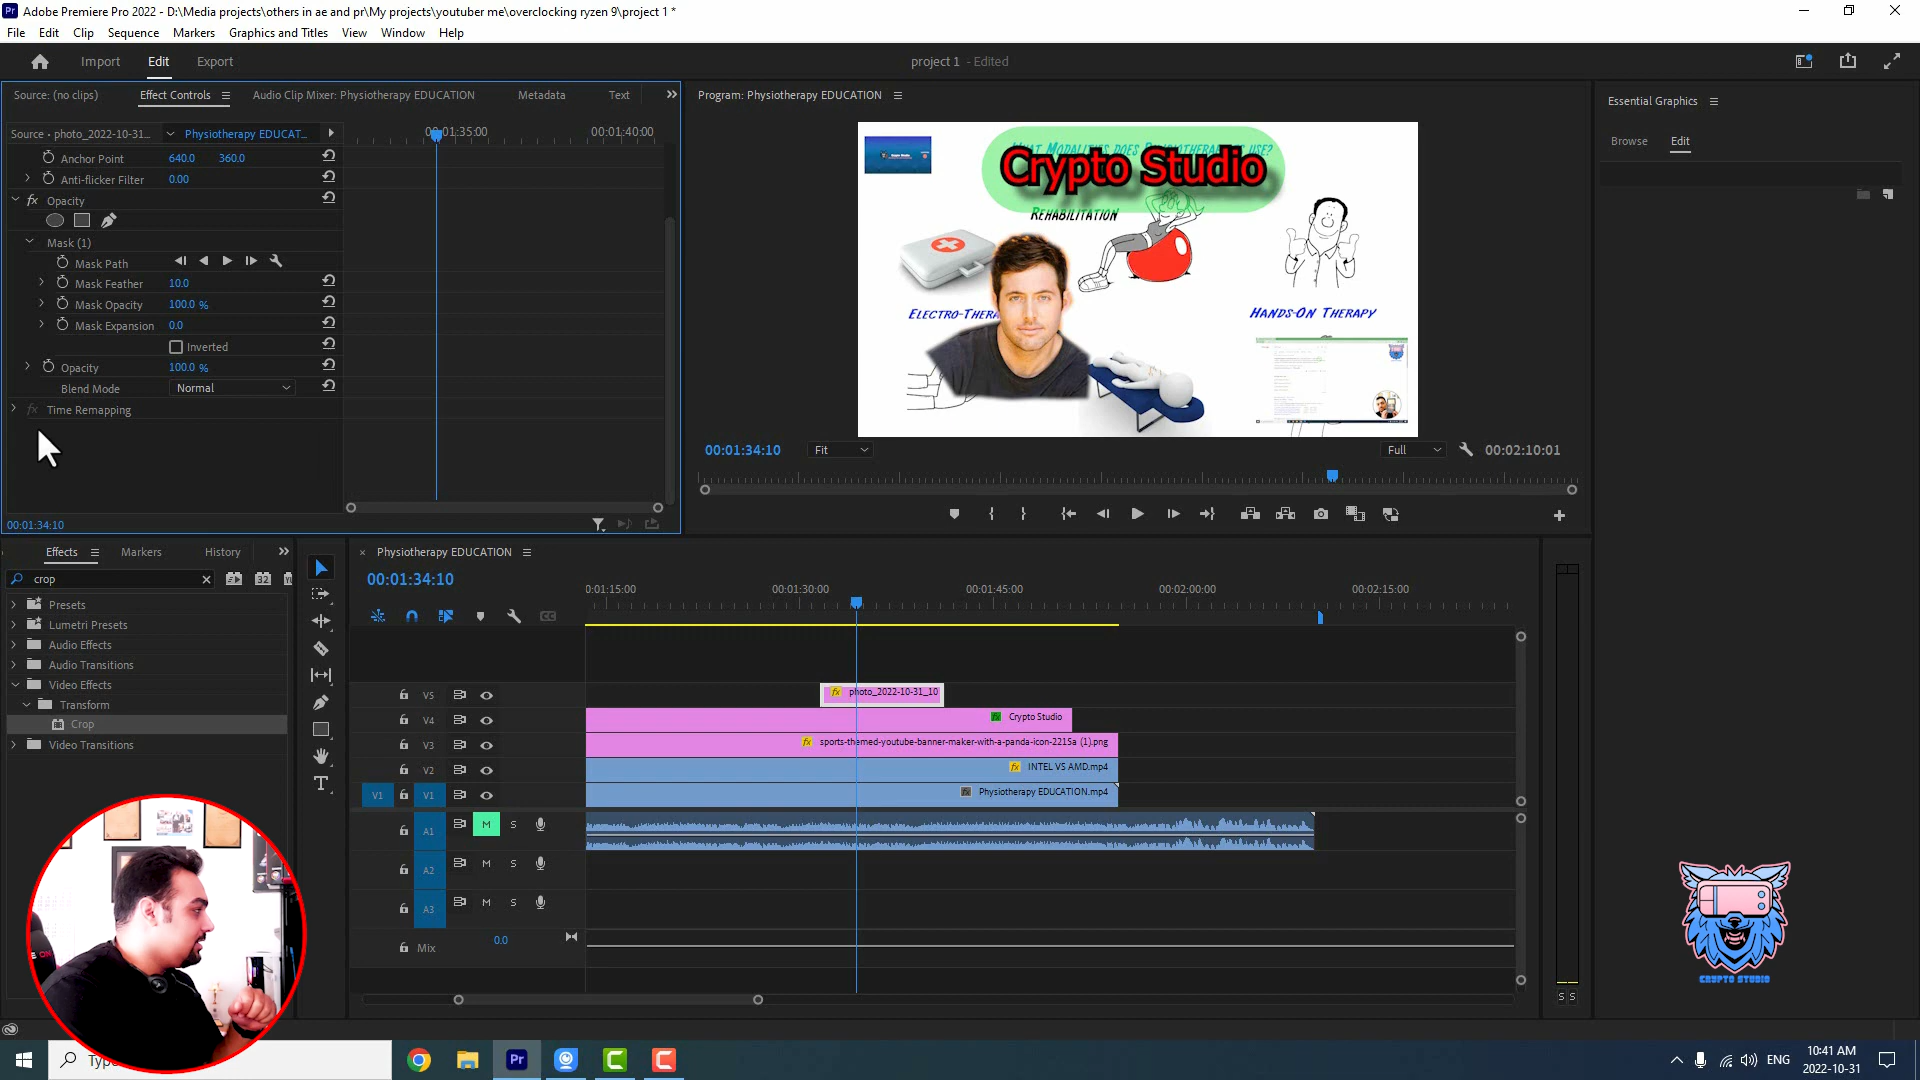 Adobe Premiere Pro 2022 - D:\Media projects\others in ae and pr\My projects\youtuber me\overclocking ryzen 9\project 1 *
File Edit Clip Sequence Markers Graphics and Titles View Window Help
Import Edit Export
project 1 - Edited
Source: (no clips) Effect Controls Audio Clip Mixer: Physiotherapy EDUCATION Metadata Text
Source • photo_2022-10-31... Physiotherapy EDUCAT...
00:01:35:00 00:01:40:00
Anchor Point 640.0 360.0
Anti-flicker Filter 0.00
fx Opacity
Mask (1)
Mask Path
Mask Feather 10.0
Mask Opacity 100.0 %
Mask Expansion 0.0
Inverted
Opacity 100.0 %
Blend Mode Normal
fx Time Remapping
00:01:34:10
Program: Physiotherapy EDUCATION
Crypto Studio
Rehabilitation
Hands-On Therapy
00:01:34:10 Fit Full 00:02:10:01
Essential Graphics
Browse Edit
Effects Markers History
crop
32
Presets
Lumetri Presets
Audio Effects
Audio Transitions
Video Effects
Transform
Crop
Video Transitions
Physiotherapy EDUCATION
00:01:34:10
0:01:15:00 00:01:30:00 00:01:45:00 00:02:00:00 00:02:15:00
V5 fx photo_2022-10-31_10
V4 fx Crypto Studio
V3 fx sports-themed-youtube-banner-maker-with-a-panda-icon-2215a (1).png
V2 fx INTEL VS AMD.mp4
V1 V1 fx Physiotherapy EDUCATION.mp4
A1 M S
A2 M S
A3 M S
Mix 0.0
S S
CRYPTO STUDIO
ENG
10:41 AM
2022-10-31